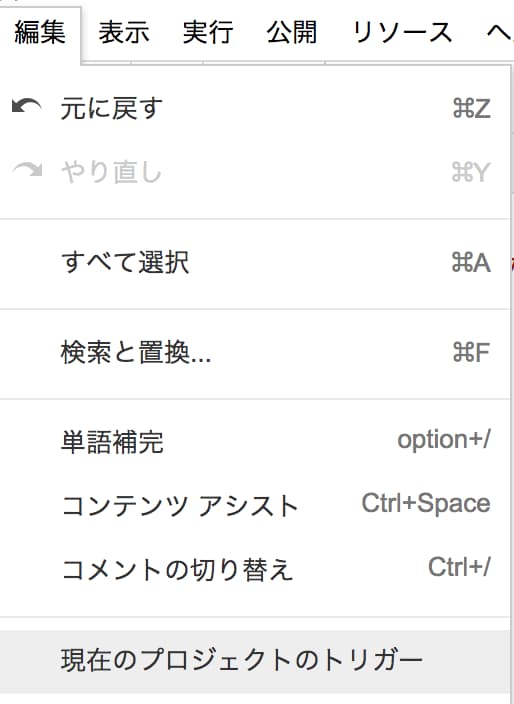 編集 表示 実行 公開 リソース ヘ
元に戻す ⌘Z
やり直し ⌘Y
すべて選択 ⌘A
検索と置換... ⌘F
単語補完 option+/
コンテンツ アシスト Ctrl+Space
コメントの切り替え Ctrl+/
現在のプロジェクトのトリガー